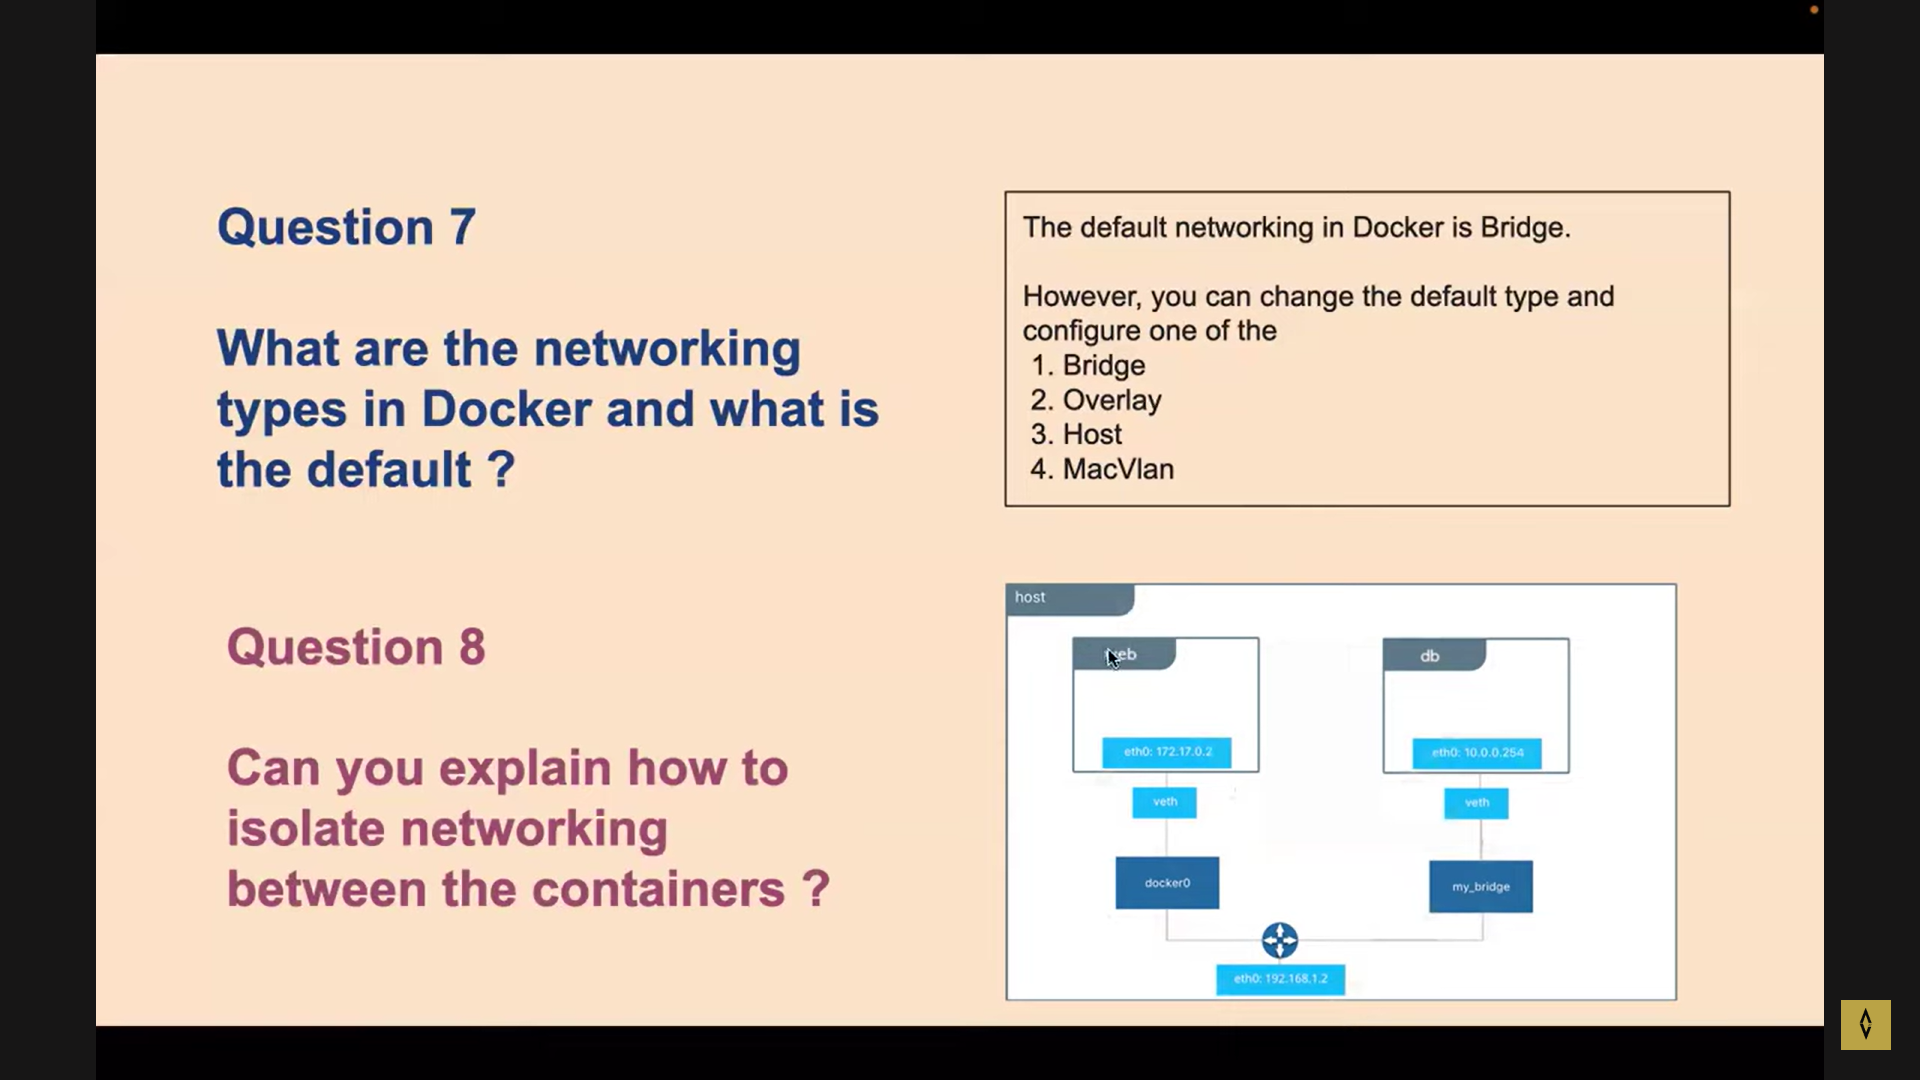 Question 7
What are the networking
types in Docker and what is
the default ?
The default networking in Docker is Bridge.
However, you can change the default type and
configure one of the
1. Bridge
2. Overlay
3. Host
4. MacVlan
Question 8
Can you explain how to
isolate networking
between the containers ?
host
web
db
eth0: 172.17.0.2
eth0: 10.0.0.254
veth
veth
docker0
my_bridge
eth0: 192.168.1.2